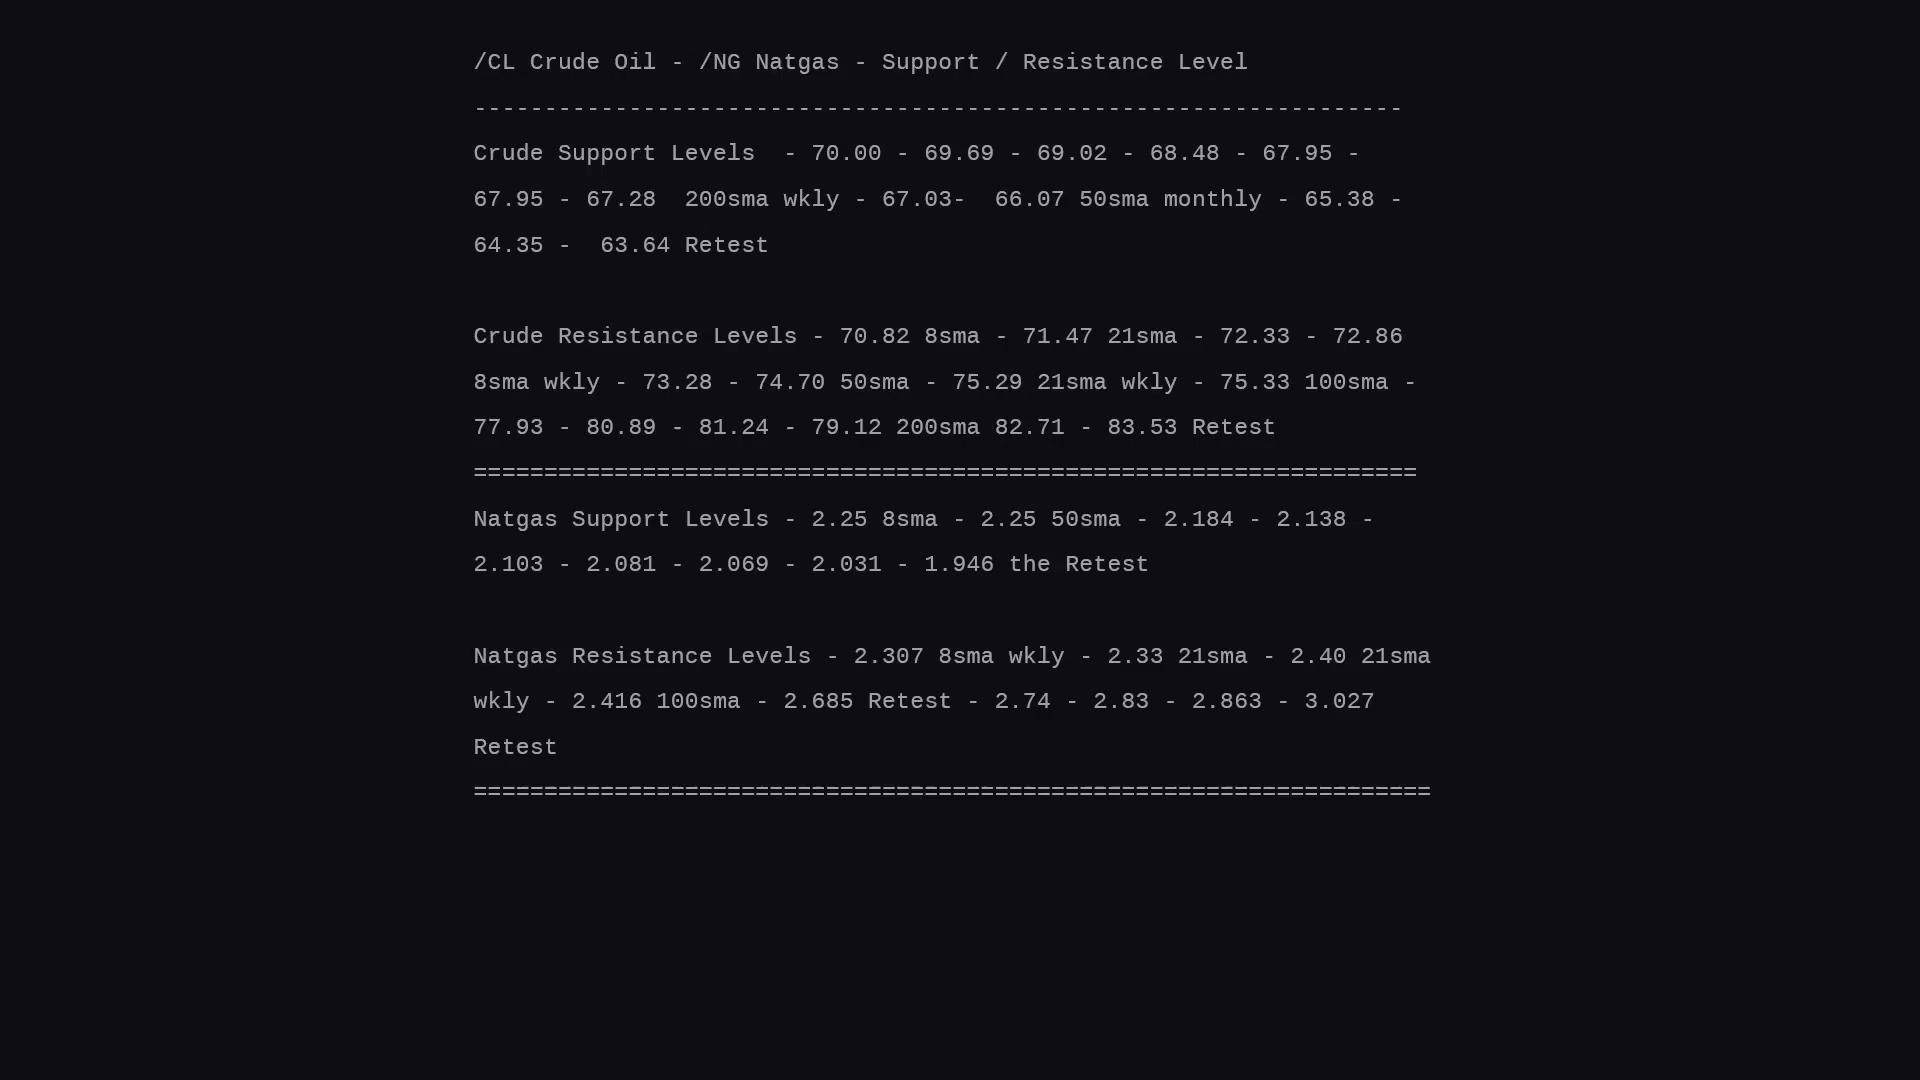 /CL Crude Oil - /NG Natgas - Support / Resistance Level
------------------------------------------------------------------
Crude Support Levels  - 70.00 - 69.69 - 69.02 - 68.48 - 67.95 -
67.95 - 67.28  200sma wkly - 67.03-  66.07 50sma monthly - 65.38 -
64.35 -  63.64 Retest

Crude Resistance Levels - 70.82 8sma - 71.47 21sma - 72.33 - 72.86
8sma wkly - 73.28 - 74.70 50sma - 75.29 21sma wkly - 75.33 100sma -
77.93 - 80.89 - 81.24 - 79.12 200sma 82.71 - 83.53 Retest
===================================================================
Natgas Support Levels - 2.25 8sma - 2.25 50sma - 2.184 - 2.138 -
2.103 - 2.081 - 2.069 - 2.031 - 1.946 the Retest

Natgas Resistance Levels - 2.307 8sma wkly - 2.33 21sma - 2.40 21sma
wkly - 2.416 100sma - 2.685 Retest - 2.74 - 2.83 - 2.863 - 3.027
Retest
====================================================================